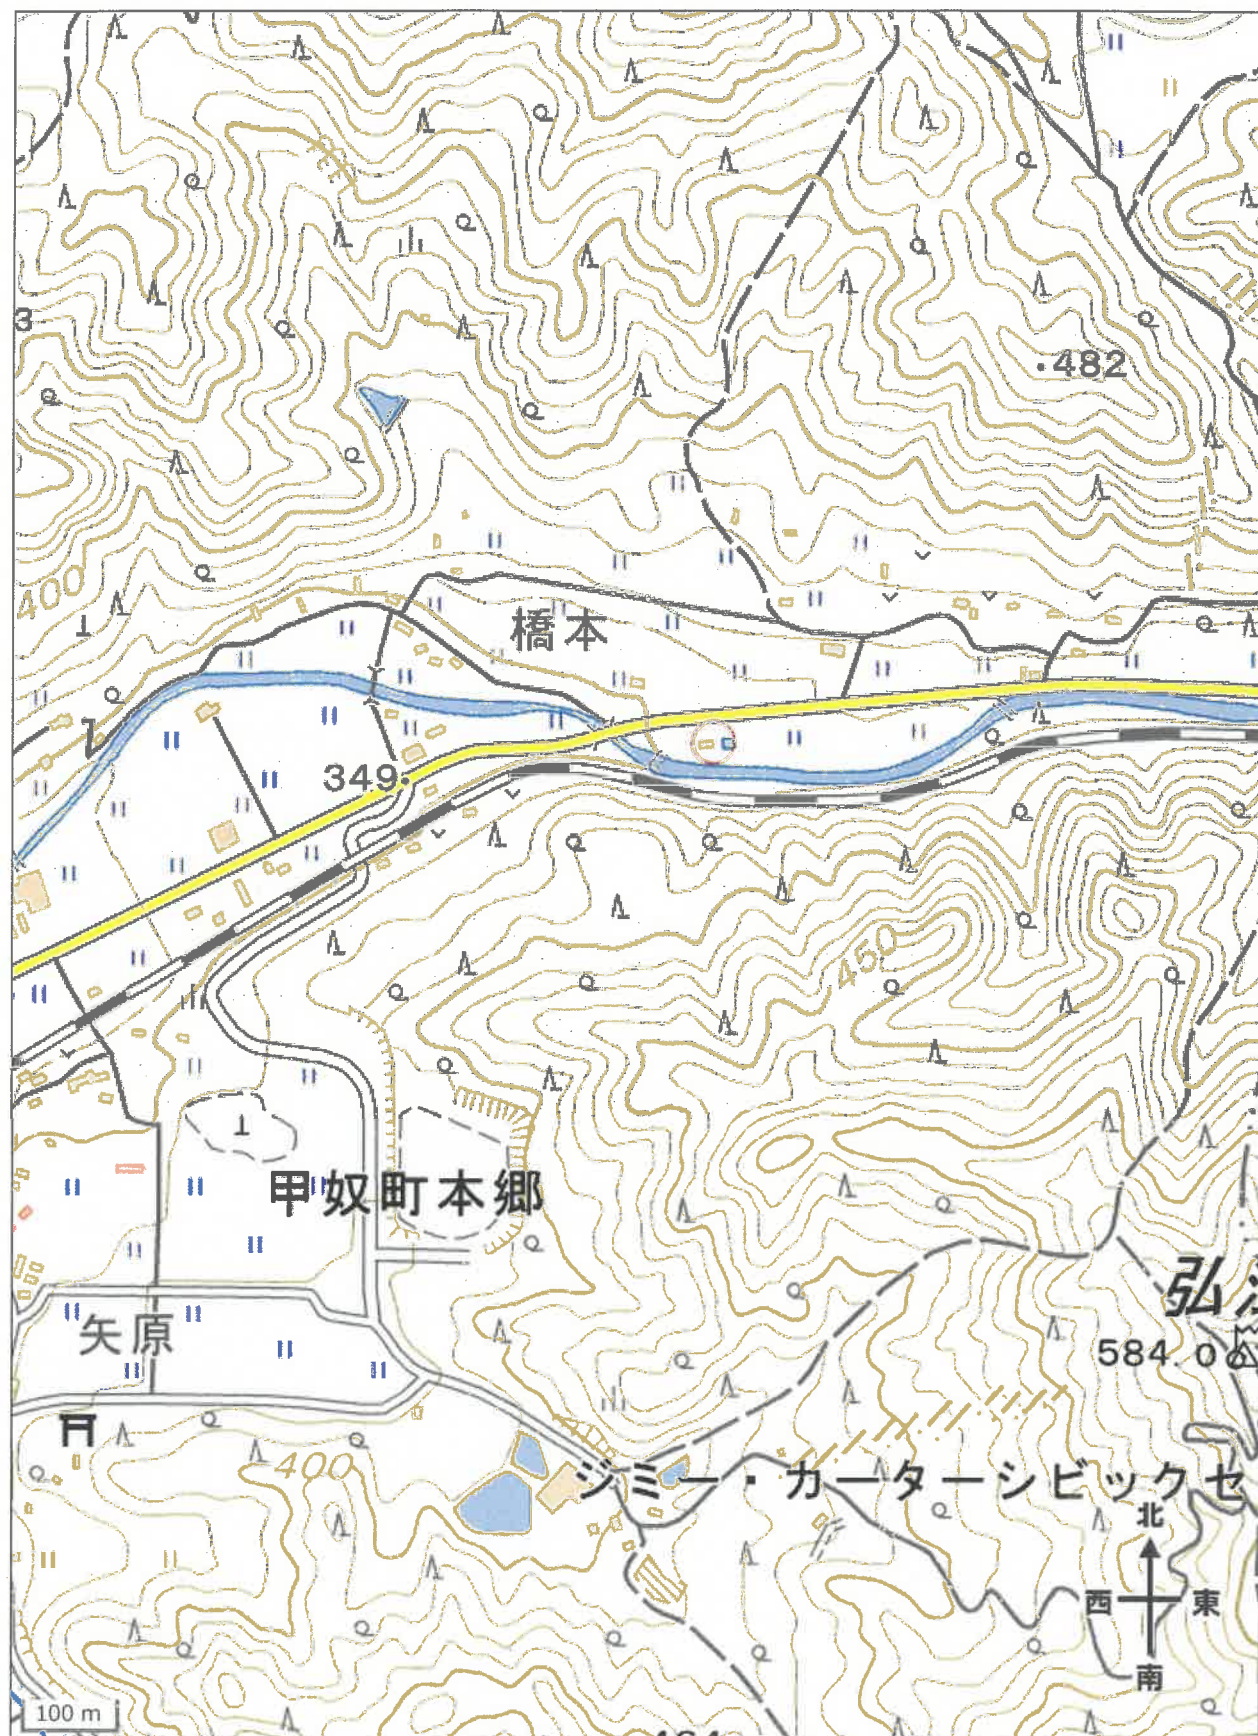 3
・482
400
橋本
349.
450
甲奴町本郷
弘
矢原
584.0
400
ジミー・カーターシビックセ
北
西 東
南
100 m